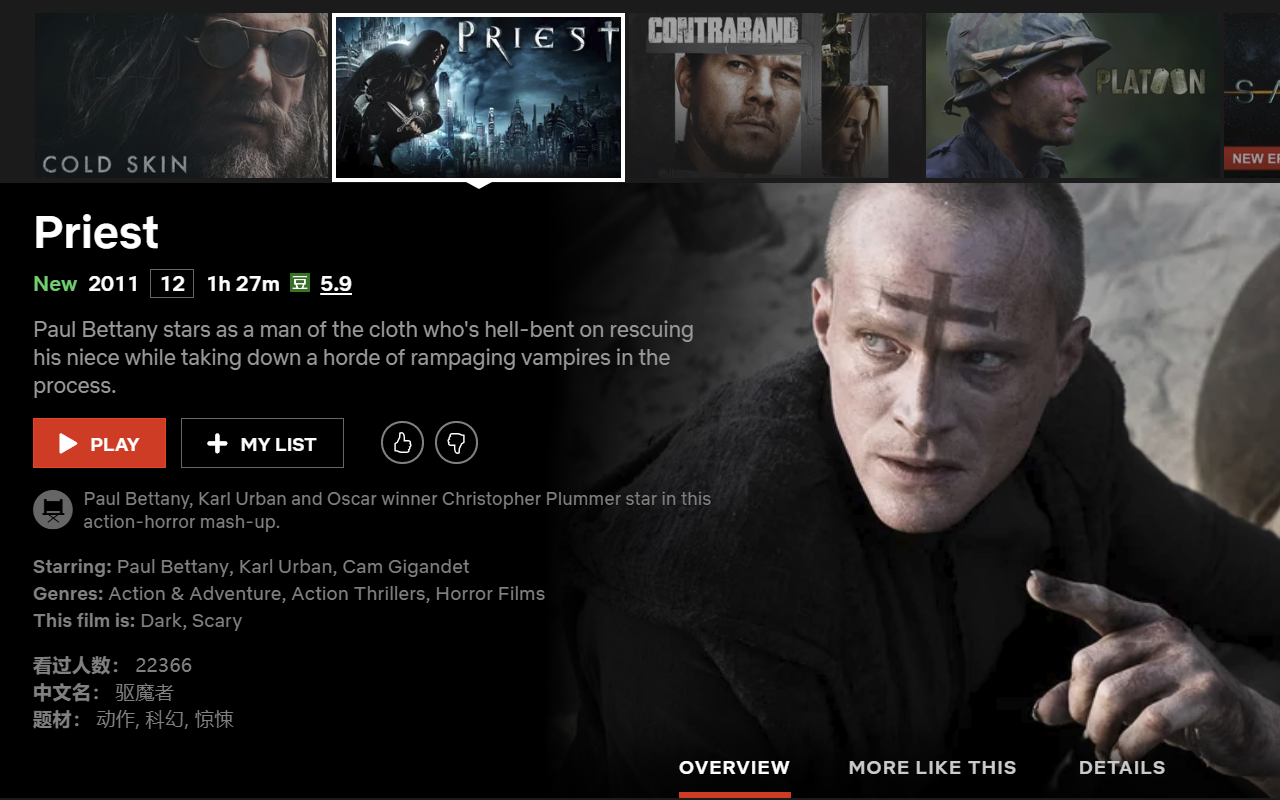 COLD SKIN
PRIEST
CONTRABAND
PLATOON
S
NEW
Priest
New 2011 12 1h 27m 豆 5.9
Paul Bettany stars as a man of the cloth who's hell-bent on rescuing
his niece while taking down a horde of rampaging vampires in the
process.
PLAY
MY LIST
Paul Bettany, Karl Urban and Oscar winner Christopher Plummer star in this
action-horror mash-up.
Starring: Paul Bettany, Karl Urban, Cam Gigandet
Genres: Action & Adventure, Action Thrillers, Horror Films
This film is: Dark, Scary
看过人数： 22366
中文名： 驱魔者
题材： 动作, 科幻, 惊悚
OVERVIEW
MORE LIKE THIS
DETAILS